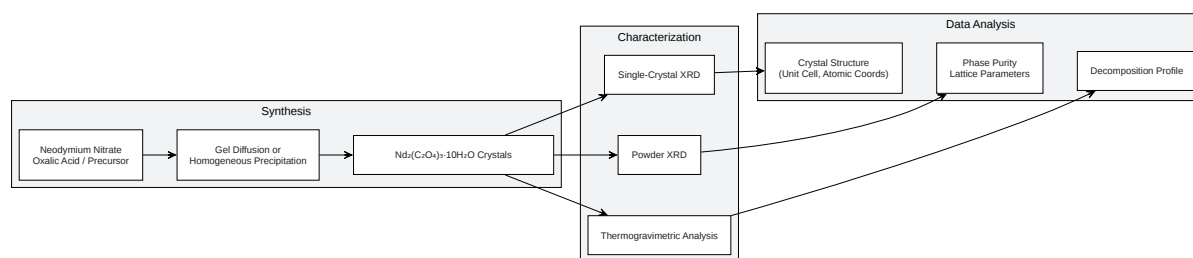 Synthesis
Neodymium Nitrate
Oxalic Acid / Precursor
Gel Diffusion or
Homogeneous Precipitation
Nd₂(C₂O₄)₃·10H₂O Crystals
Characterization
Single-Crystal XRD
Powder XRD
Thermogravimetric Analysis
Data Analysis
Crystal Structure
(Unit Cell, Atomic Coords)
Phase Purity
Lattice Parameters
Decomposition Profile